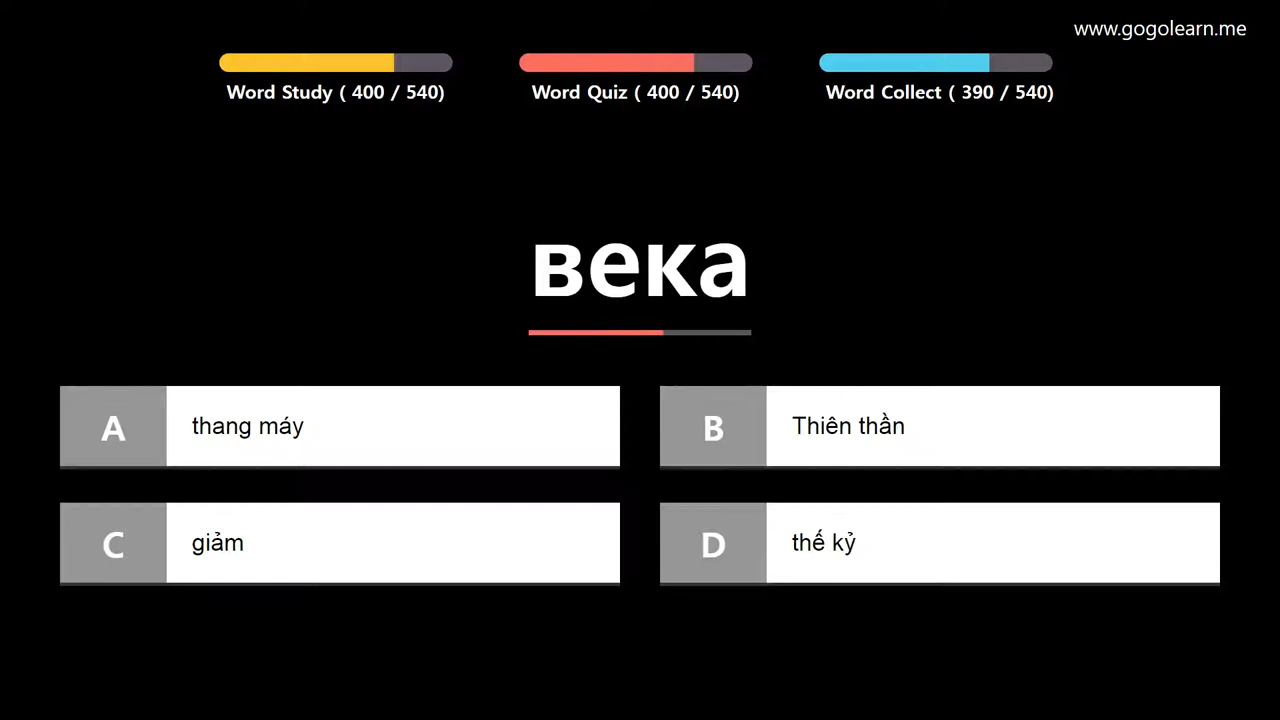 www.gogolearn.me
Word Study ( 400 / 540)
Word Quiz ( 400 / 540)
Word Collect ( 390 / 540)
века
A thang máy
B Thiên thần
C giảm
D thế kỷ